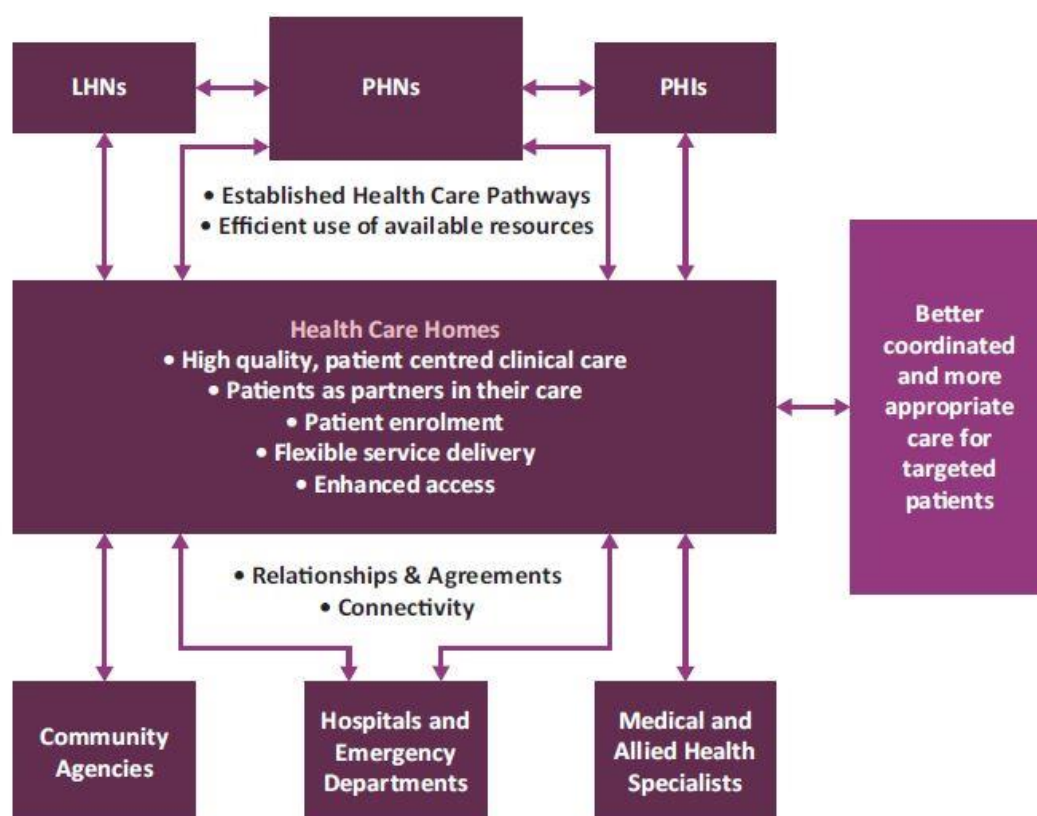 LHNs
PHNs
PHIs
• Established Health Care Pathways
• Efficient use of available resources
Health Care Homes
• High quality, patient centred clinical care
• Patients as partners in their care
• Patient enrolment
• Flexible service delivery
• Enhanced access
Better
coordinated
and more
appropriate
care for
targeted
patients
• Relationships & Agreements
• Connectivity
Community
Agencies
Hospitals and
Emergency
Departments
Medical and
Allied Health
Specialists